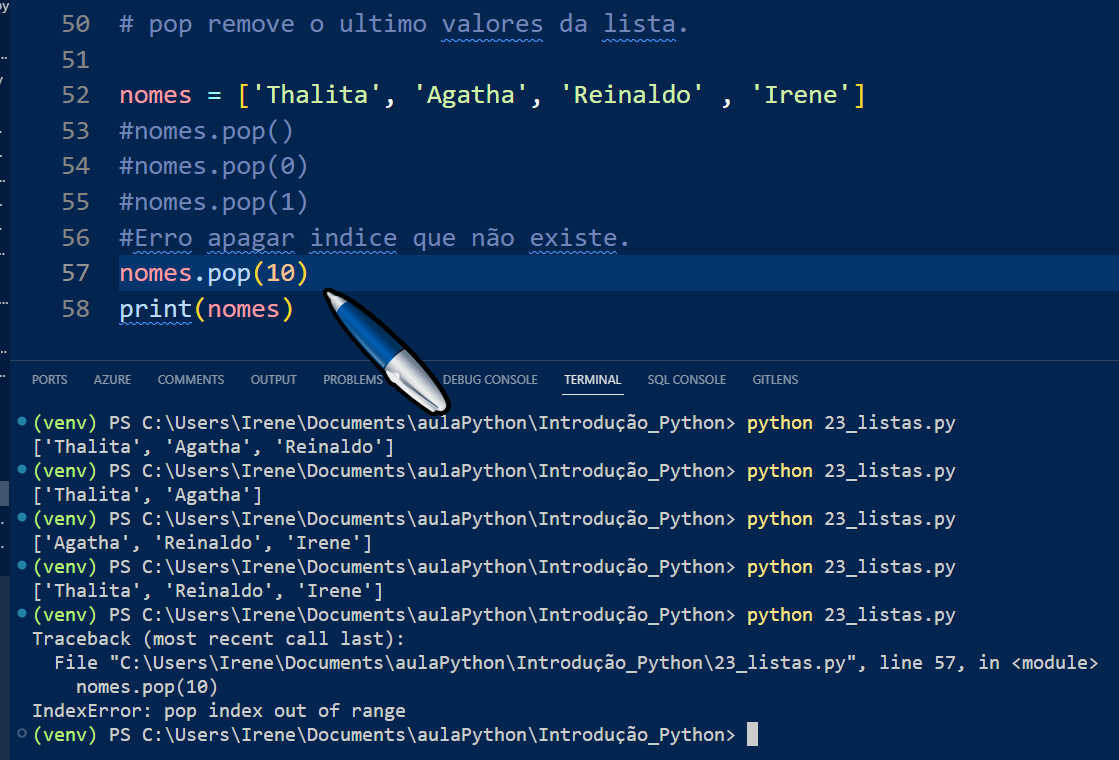 50 # pop remove o ultimo valores da lista.
51
52 nomes = ['Thalita', 'Agatha', 'Reinaldo' , 'Irene']
53 #nomes.pop()
54 #nomes.pop(0)
55 #nomes.pop(1)
56 #Erro apagar indice que não existe.
57 nomes.pop(10)
58 print(nomes)
PORTS AZURE COMMENTS OUTPUT PROBLEMS DEBUG CONSOLE TERMINAL SQL CONSOLE GITLENS
(venv) PS C:\Users\Irene\Documents\aulaPython\Introdução_Python> python 23_listas.py
['Thalita', 'Agatha', 'Reinaldo']
(venv) PS C:\Users\Irene\Documents\aulaPython\Introdução_Python> python 23_listas.py
['Thalita', 'Agatha']
(venv) PS C:\Users\Irene\Documents\aulaPython\Introdução_Python> python 23_listas.py
['Agatha', 'Reinaldo', 'Irene']
(venv) PS C:\Users\Irene\Documents\aulaPython\Introdução_Python> python 23_listas.py
['Thalita', 'Reinaldo', 'Irene']
(venv) PS C:\Users\Irene\Documents\aulaPython\Introdução_Python> python 23_listas.py
Traceback (most recent call last):
  File "C:\Users\Irene\Documents\aulaPython\Introdução_Python\23_listas.py", line 57, in <module>
    nomes.pop(10)
IndexError: pop index out of range
(venv) PS C:\Users\Irene\Documents\aulaPython\Introdução_Python>